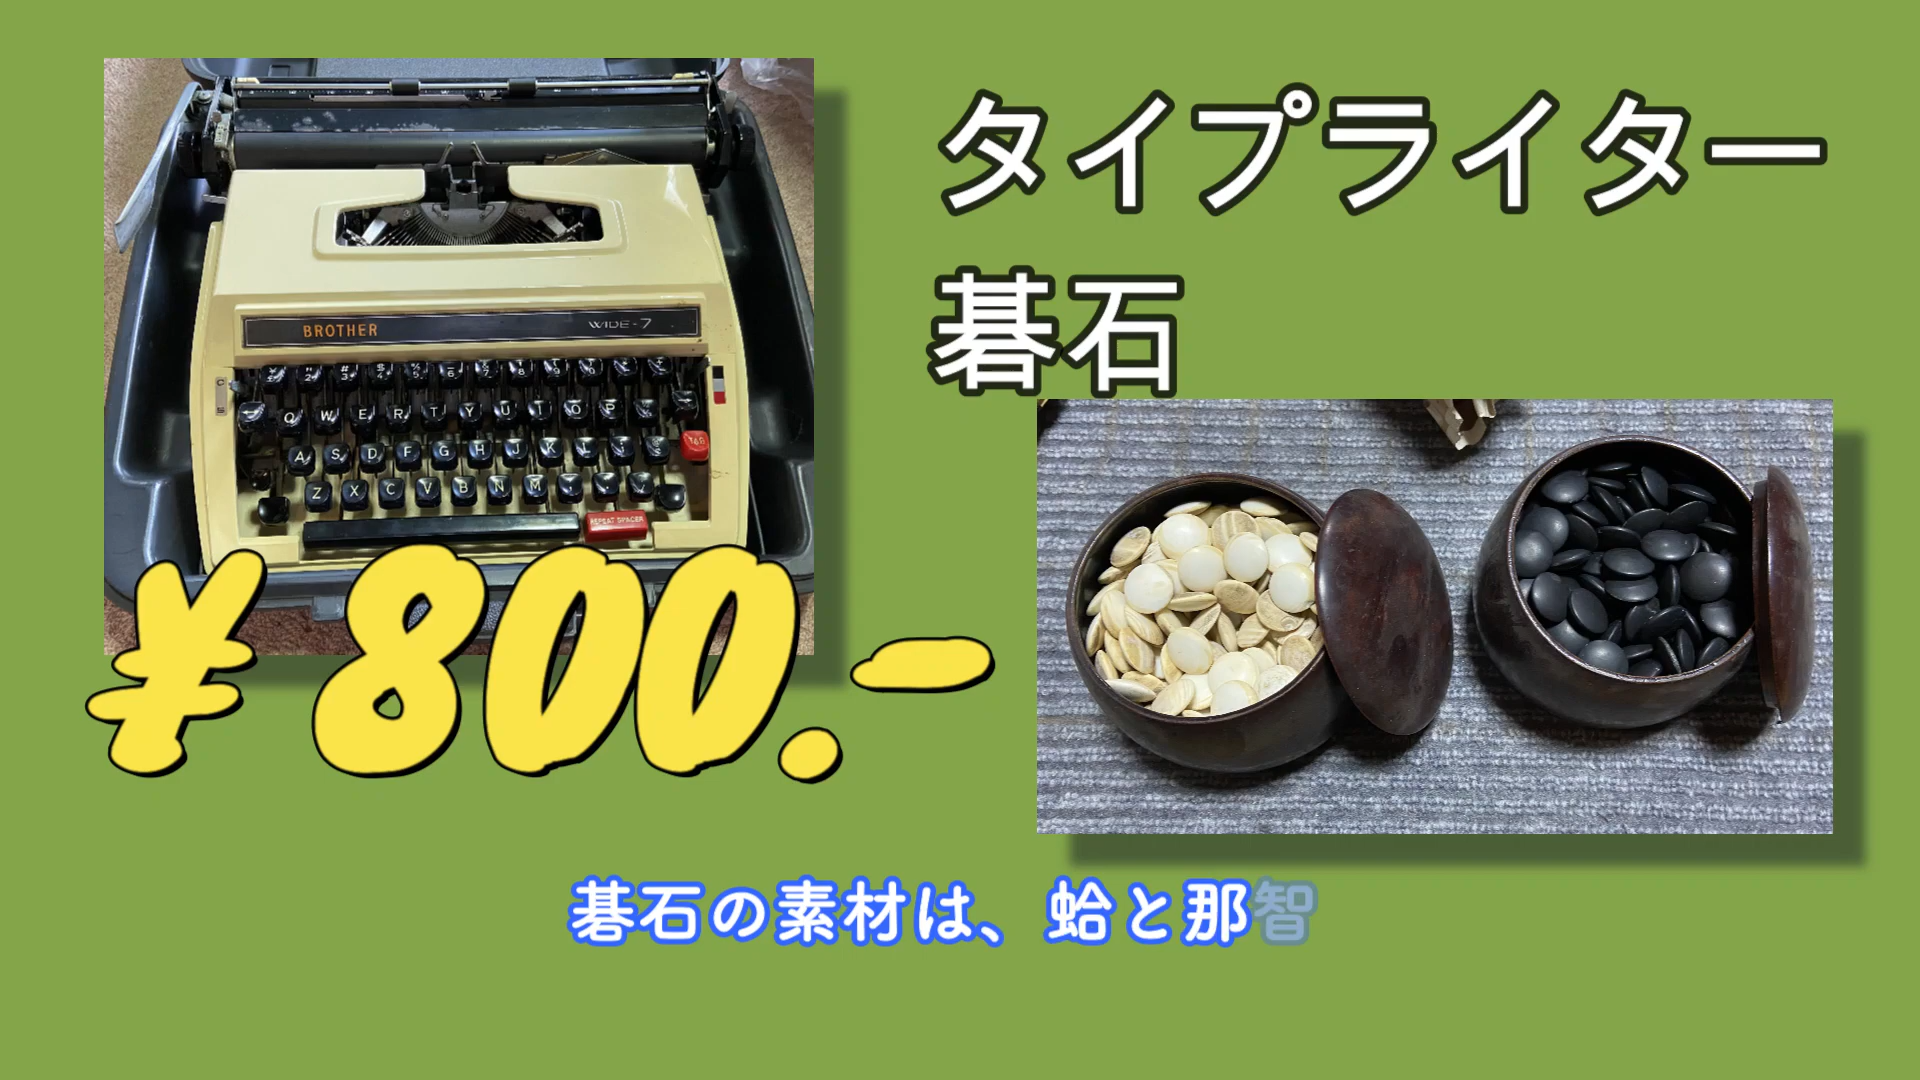 タイプライター
碁石
BROTHER
WIDE-7
Q W E R T Y U I O P
A S D F G H J K L
TAB
Z X C V B N M
REPEAT SPACER
¥800.-
碁石の素材は、蛤と那智